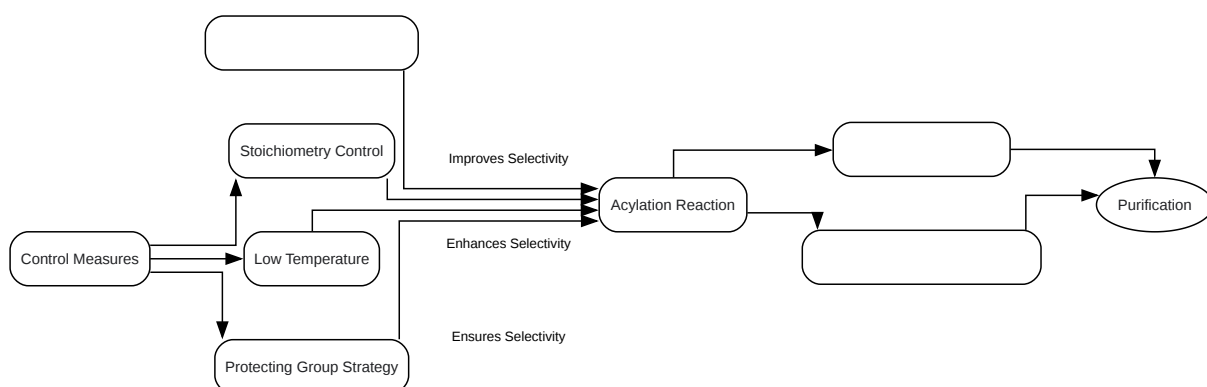 Stoichiometry Control
Improves Selectivity
Acylation Reaction
Purification
Enhances Selectivity
Control Measures
Low Temperature
Ensures Selectivity
Protecting Group Strategy